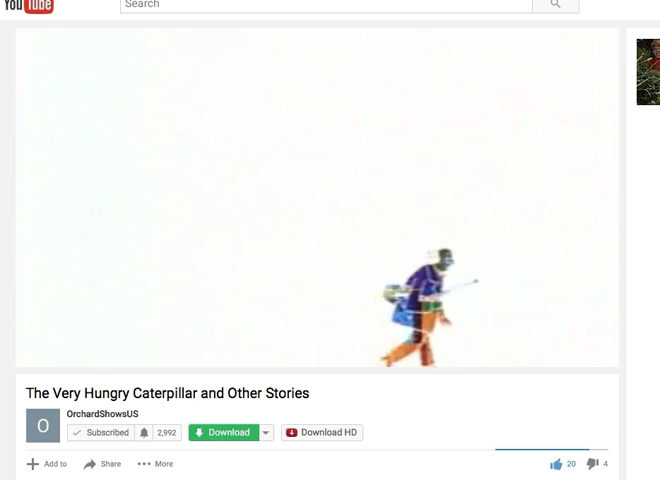 YouTube
Search
The Very Hungry Caterpillar and Other Stories
O
OrchardShowsUS
Subscribed 2,992 Download Download HD
Add to Share More 20 4